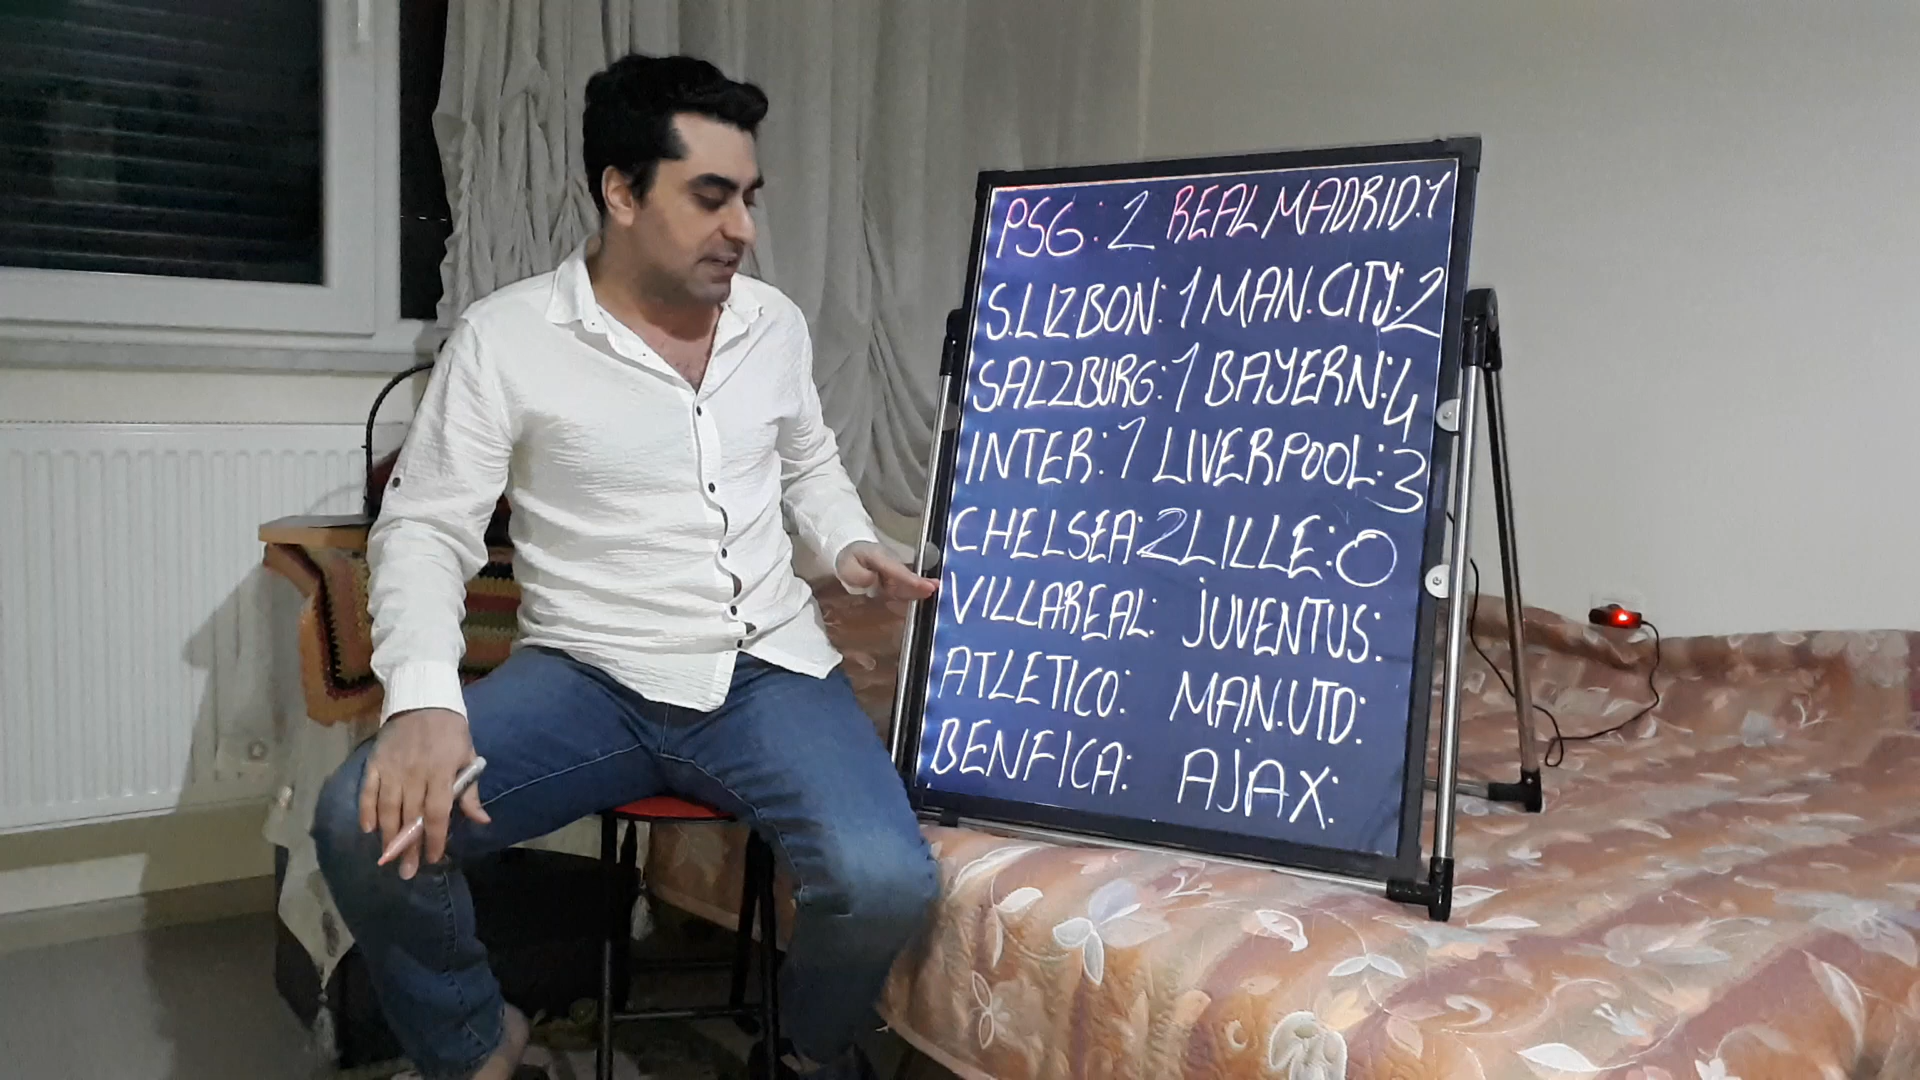 PSG: 2 REAL MADRID: 1
S.LIZBON: 1 MAN.CITY: 2
SALZBURG: 1 BAYERN: 4
INTER: 1 LIVERPOOL: 3
CHELSEA: 2 LILLE: 0
VILLAREAL: JUVENTUS:
ATLETICO: MAN.UTD:
BENFICA: AJAX: